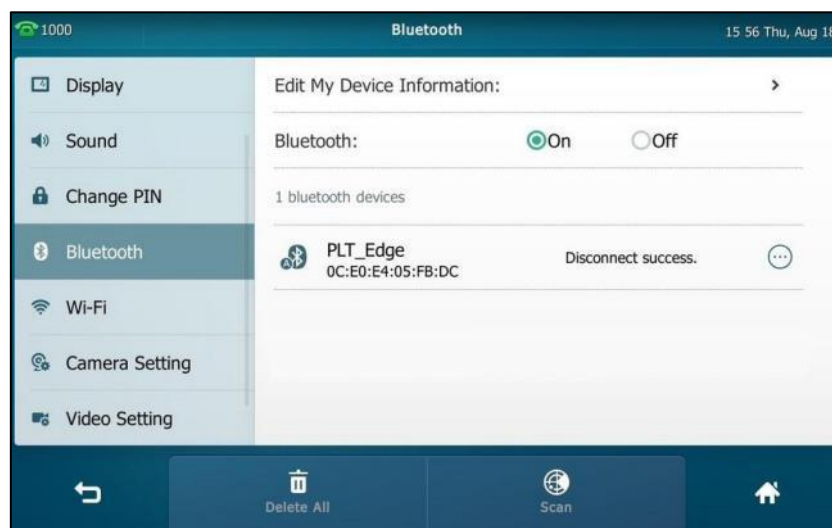 1000
Bluetooth
15 56 Thu, Aug 18
Display
Sound
Change PIN
Bluetooth
Wi-Fi
Camera Setting
Video Setting
Edit My Device Information:
Bluetooth: On Off
1 bluetooth devices
PLT_Edge
0C:E0:E4:05:FB:DC
Disconnect success.
Delete All
Scan